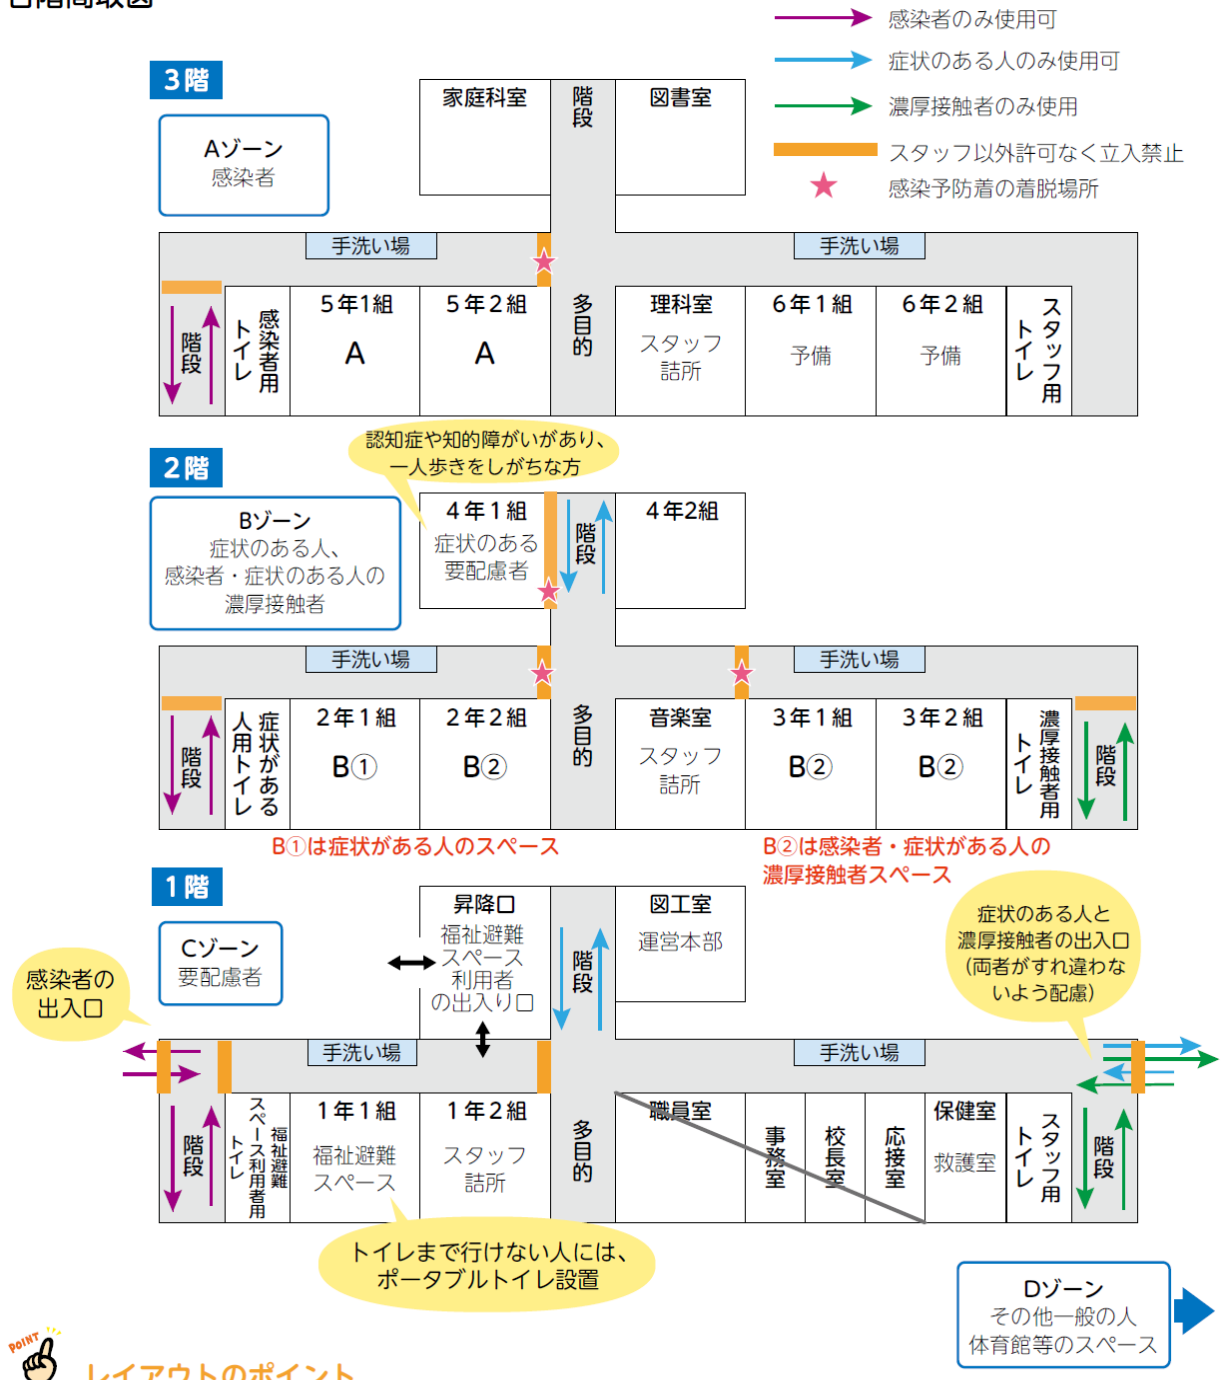 各階間取図
感染者のみ使用可
症状のある人のみ使用可
濃厚接触者のみ使用
スタッフ以外許可なく立入禁止
感染予防着の着脱場所
3階
Aゾーン
感染者
家庭科室
階段
図書室
手洗い場
手洗い場
階段
感染者用
トイレ
5年1組
A
5年2組
A
多目的
理科室
スタッフ
詰所
6年1組
予備
6年2組
予備
スタッフ用
トイレ
認知症や知的障がいがあり、
一人歩きをしがちな方
2階
Bゾーン
症状のある人、
感染者・症状のある人の
濃厚接触者
4年1組
症状のある
要配慮者
階段
4年2組
手洗い場
手洗い場
階段
症状がある
人用トイレ
2年1組
B①
2年2組
B②
多目的
音楽室
スタッフ
詰所
3年1組
B②
3年2組
B②
濃厚接触者用
トイレ
階段
B①は症状がある人のスペース
B②は感染者・症状がある人の
濃厚接触者スペース
1階
Cゾーン
要配慮者
感染者の
出入口
昇降口
福祉避難
スペース
利用者
の出入り口
階段
図工室
運営本部
症状のある人と
濃厚接触者の出入口
(両者がすれ違わな
いよう配慮)
手洗い場
手洗い場
階段
福祉避難
スペース利用者用
トイレ
1年1組
福祉避難
スペース
1年2組
スタッフ
詰所
多目的
職員室
事務室
校長室
応接室
保健室
救護室
スタッフ用
トイレ
階段
トイレまで行けない人には、
ポータブルトイレ設置
Dゾーン
その他一般の人
体育館等のスペース
POINT
レイアウトのポイント